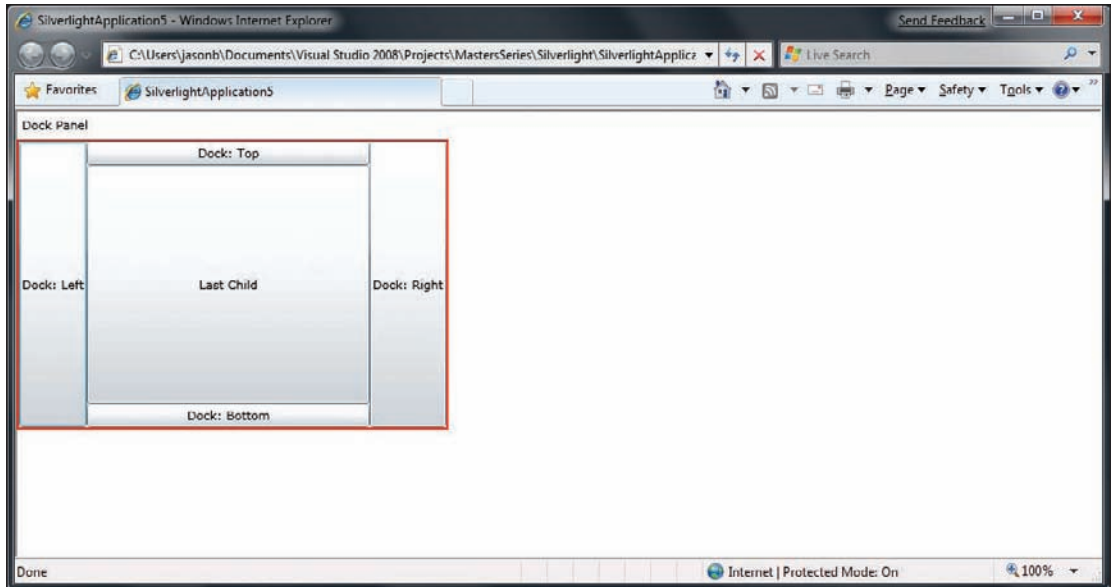 SilverlightApplication5 - Windows Internet Explorer
Send Feedback
C:\Users\jasonb\Documents\Visual Studio 2008\Projects\MastersSeries\Silverlight\SilverlightApplica
Live Search
Favorites
SilverlightApplication5
Page
Safety
Tools
Dock Panel
Dock: Top
Dock: Left
Last Child
Dock: Right
Dock: Bottom
Done
Internet | Protected Mode: On
100%